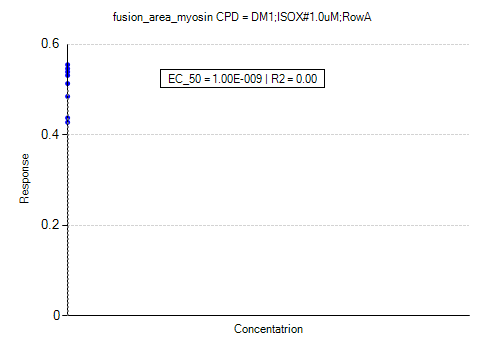 fusion_area_myosin CPD = DM1;ISOX#1.0uM;RowA
0.6
EC_50 = 1.00E-009 | R2 = 0.00
0.4
Response
0.2
0
Concentatrion